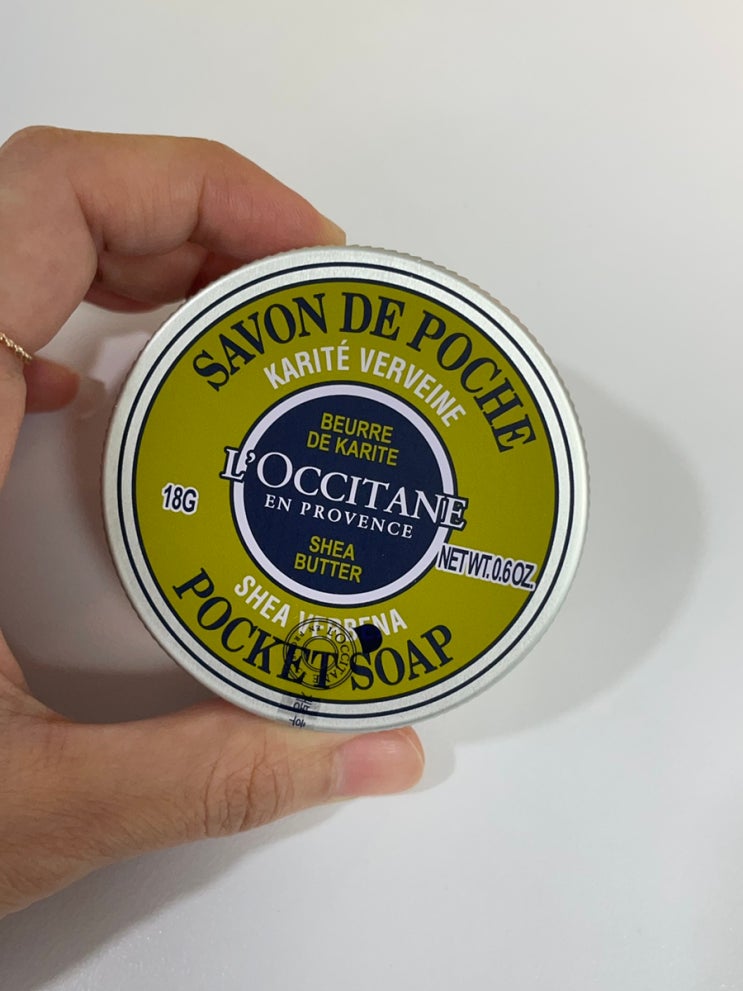 SAVON DE POCHE
KARITÉ VERVEINE
BEURRE
DE KARITE
L'OCCITANE
EN PROVENCE
18G
NET WT. 0.6 OZ.
SHEA
BUTTER
SHEA VERBENA
POCKET SOAP
L'OCCITANE